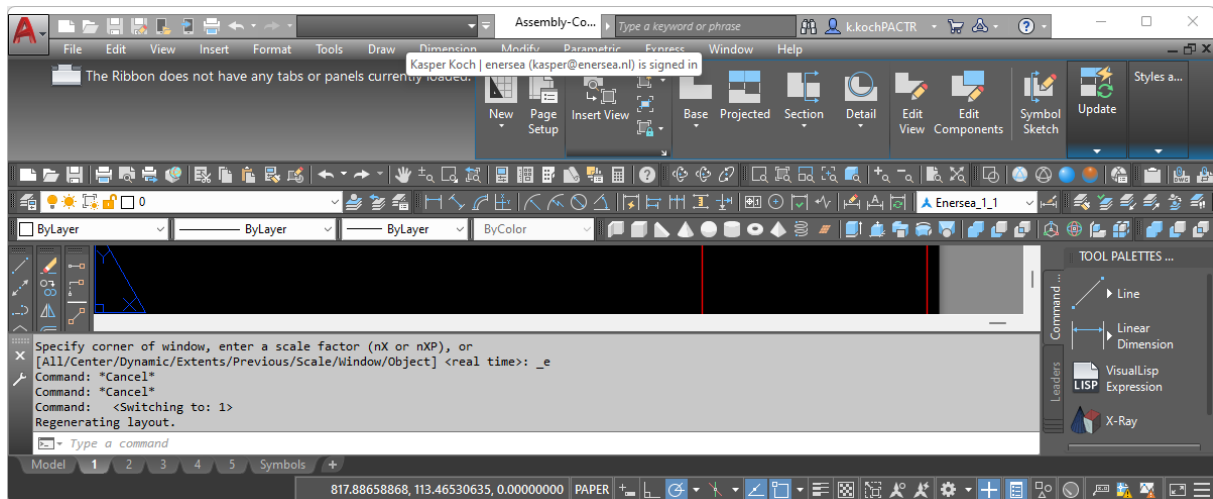 Assembly-Co...
Type a keyword or phrase
k.kochPACTR
File Edit View Insert Format Tools Draw Dimension Modify Parametric Express Window Help
Kasper Koch | enersea (kasper@enersea.nl) is signed in
The Ribbon does not have any tabs or panels currently loaded.
New
Page Setup
Insert View
Base
Projected
Section
Detail
Edit View
Edit Components
Symbol Sketch
Update
Styles a...
0
Enersea_1_1
ByLayer
ByLayer
ByLayer
ByColor
TOOL PALETTES ...
Command ...
Leaders
Line
Linear Dimension
LISP
VisualLisp Expression
X-Ray
Specify corner of window, enter a scale factor (nX or nXP), or
[All/Center/Dynamic/Extents/Previous/Scale/Window/Object] <real time>: _e
Command: *Cancel*
Command: *Cancel*
Command:   <Switching to: 1>
Regenerating layout.
Type a command
Model 1 2 3 4 5 Symbols +
817.88658868, 113.46530635, 0.00000000 PAPER